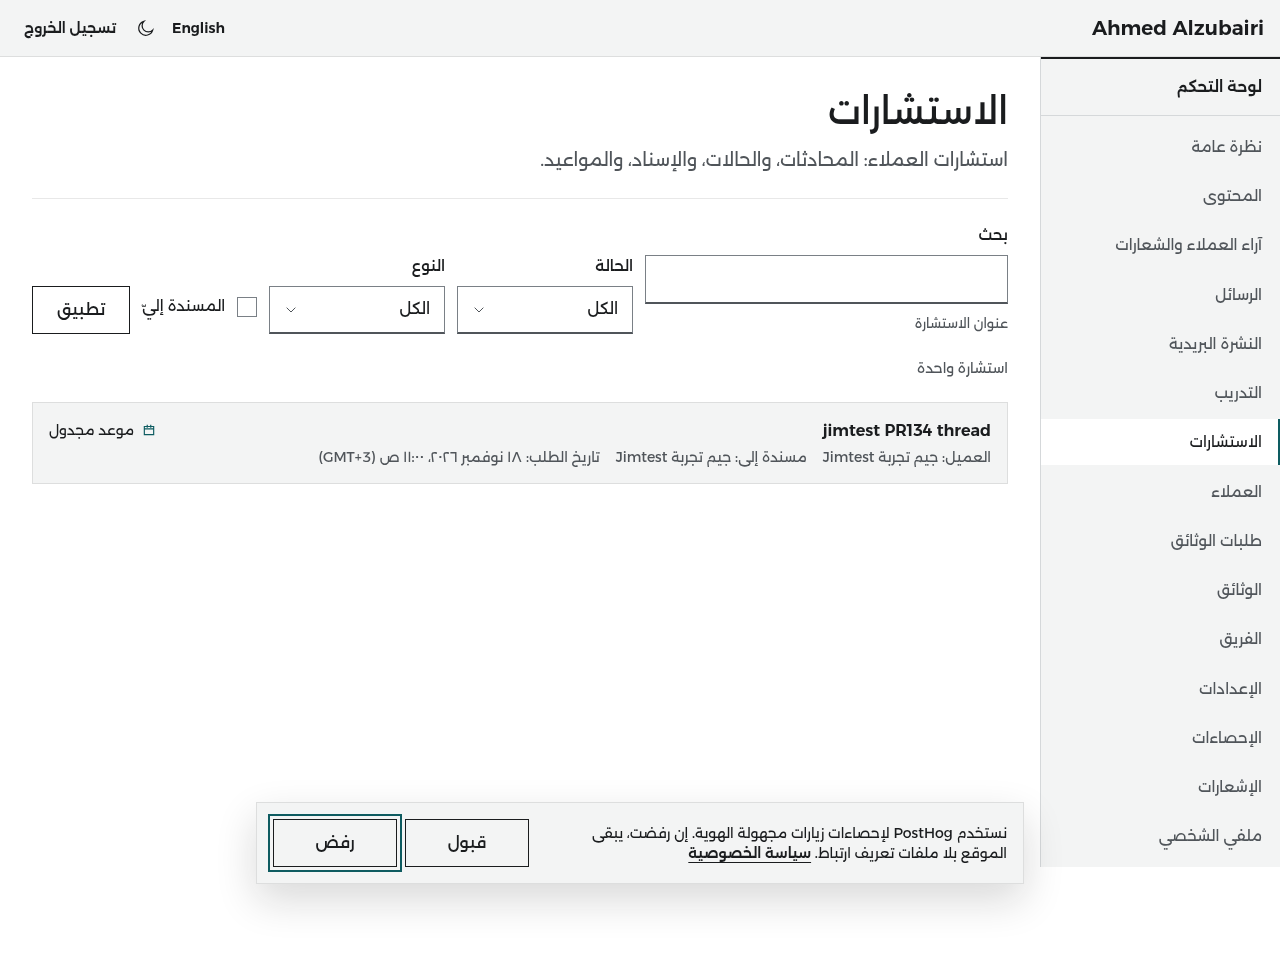 Ahmed Alzubairi
English
تسجيل الخروج
لوحة التحكم
نظرة عامة
المحتوى
آراء العملاء والشعارات
الرسائل
النشرة البريدية
التدريب
الاستشارات
العملاء
طلبات الوثائق
الوثائق
الفريق
الإعدادات
الإحصاءات
الإشعارات
ملفي الشخصي
الاستشارات
استشارات العملاء: المحادثات، والحالات، والإسناد، والمواعيد.
بحث
عنوان الاستشارة
الحالة
الكل
النوع
الكل
المسندة إليّ
تطبيق
استشارة واحدة
jimtest PR134 thread
موعد مجدول
العميل: جيم تجربة Jimtest مسندة إلى: جيم تجربة Jimtest تاريخ الطلب: ١٨ نوفمبر ٢٠٢٦، ١١:٠٠ ص (GMT+3)
نستخدم PostHog لإحصاءات زيارات مجهولة الهوية. إن رفضت، يبقى
الموقع بلا ملفات تعريف ارتباط. سياسة الخصوصية
قبول
رفض